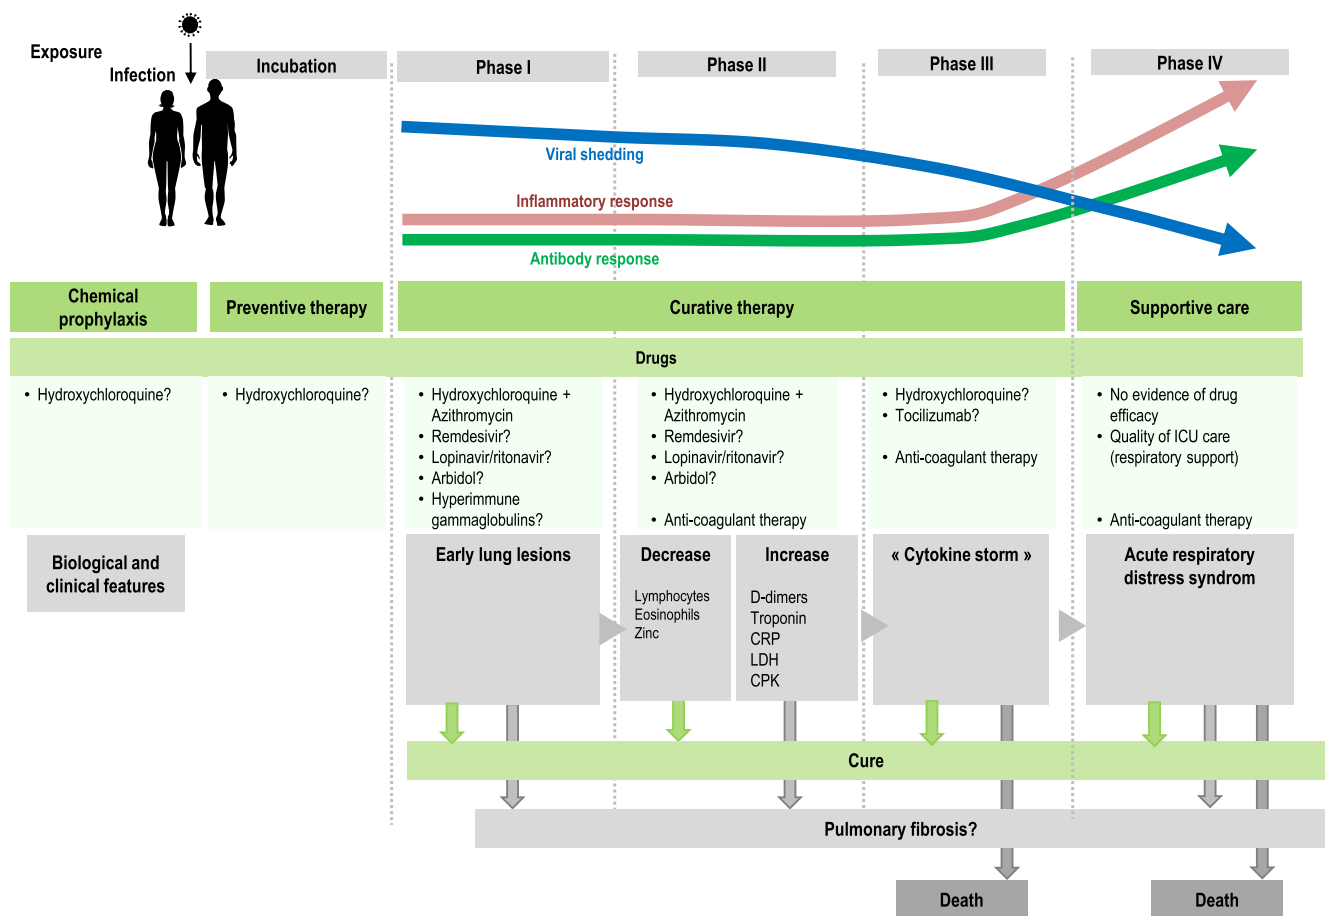 Exposure
Infection
Incubation
Phase I
Phase II
Phase III
Phase IV
Viral shedding
Inflammatory response
Antibody response
Chemical
prophylaxis
Preventive therapy
Curative therapy
Supportive care
Drugs
• Hydroxychloroquine?
• Hydroxychloroquine?
• Hydroxychloroquine +
Azithromycin
• Remdesivir?
• Lopinavir/ritonavir?
• Arbidol?
• Hyperimmune
gammaglobulins?
• Hydroxychloroquine +
Azithromycin
• Remdesivir?
• Lopinavir/ritonavir?
• Arbidol?
• Anti-coagulant therapy
• Hydroxychloroquine?
• Tocilizumab?
• Anti-coagulant therapy
• No evidence of drug
efficacy
• Quality of ICU care
(respiratory support)
• Anti-coagulant therapy
Biological and
clinical features
Early lung lesions
Decrease
Lymphocytes
Eosinophils
Zinc
Increase
D-dimers
Troponin
CRP
LDH
CPK
« Cytokine storm »
Acute respiratory
distress syndrom
Cure
Pulmonary fibrosis?
Death
Death